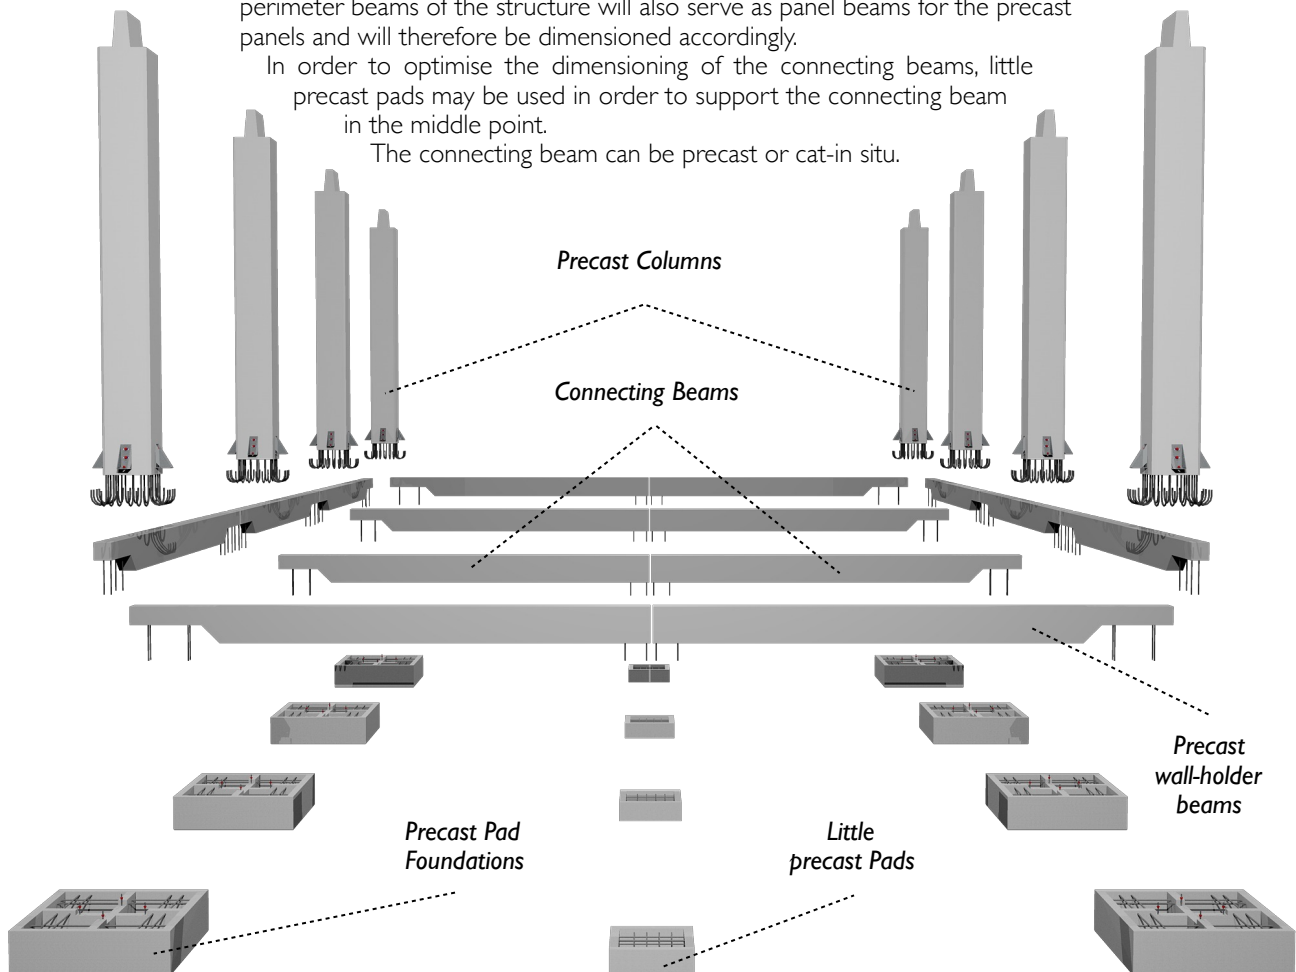 perimeter beams of the structure will also serve as panel beams for the precast
panels and will therefore be dimensioned accordingly.
In order to optimise the dimensioning of the connecting beams, little
precast pads may be used in order to support the connecting beam
in the middle point.
The connecting beam can be precast or cat-in situ.
Precast Columns
Connecting Beams
Precast
wall-holder
beams
Precast Pad
Foundations
Little
precast Pads